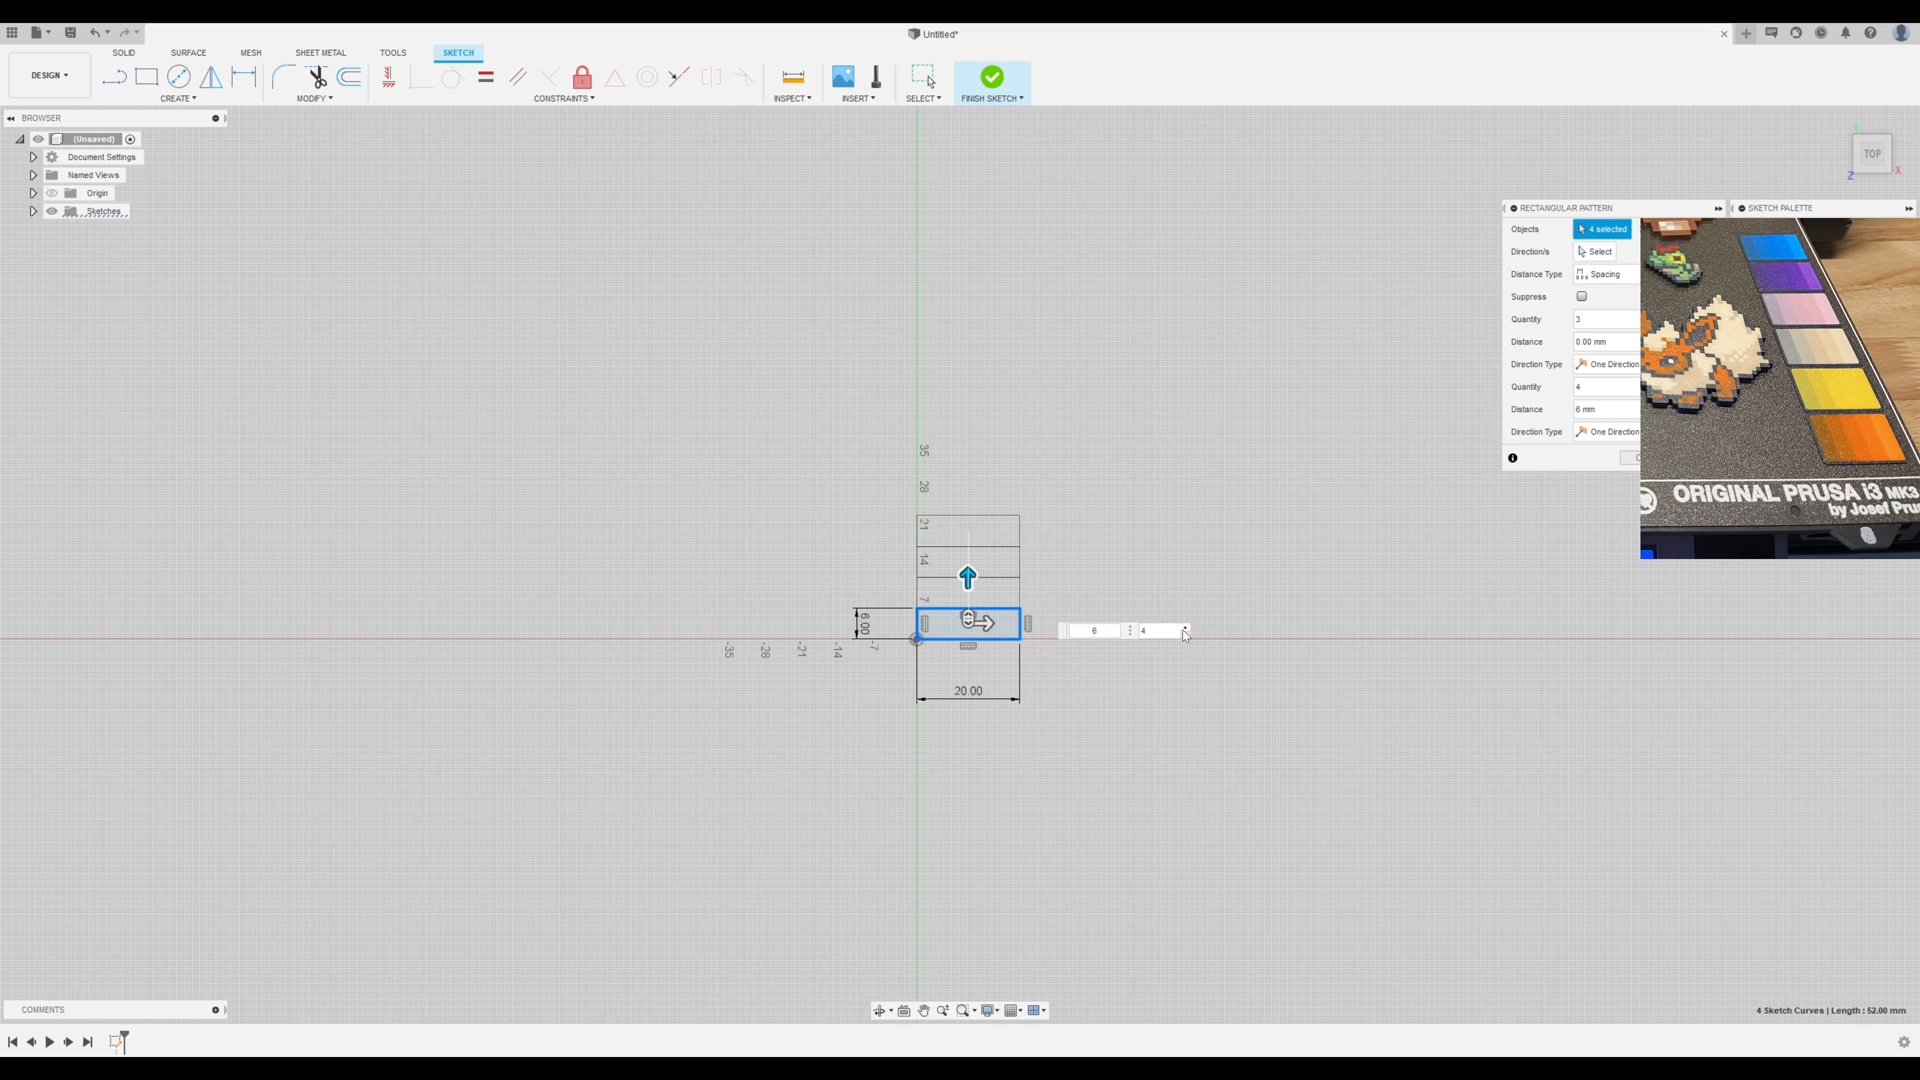 Untitled*
SOLID SURFACE MESH SHEET METAL TOOLS SKETCH
DESIGN
CREATE MODIFY CONSTRAINTS INSPECT INSERT SELECT FINISH SKETCH
BROWSER
(Unsaved)
Document Settings
Named Views
Origin
Sketches
TOP
X
Z
RECTANGULAR PATTERN
SKETCH PALETTE
Objects 4 selected
Direction/s Select
Distance Type Spacing
Suppress
Quantity 3
Distance 0.00 mm
Direction Type One Direction
Quantity 4
Distance 6 mm
Direction Type One Direction
ORIGINAL PRUSA i3 MK3
by Josef Prus
35
28
21
14
7
6.00
6 4
-35 -28 -21 -14 -7
20.00
COMMENTS
4 Sketch Curves | Length : 52.00 mm